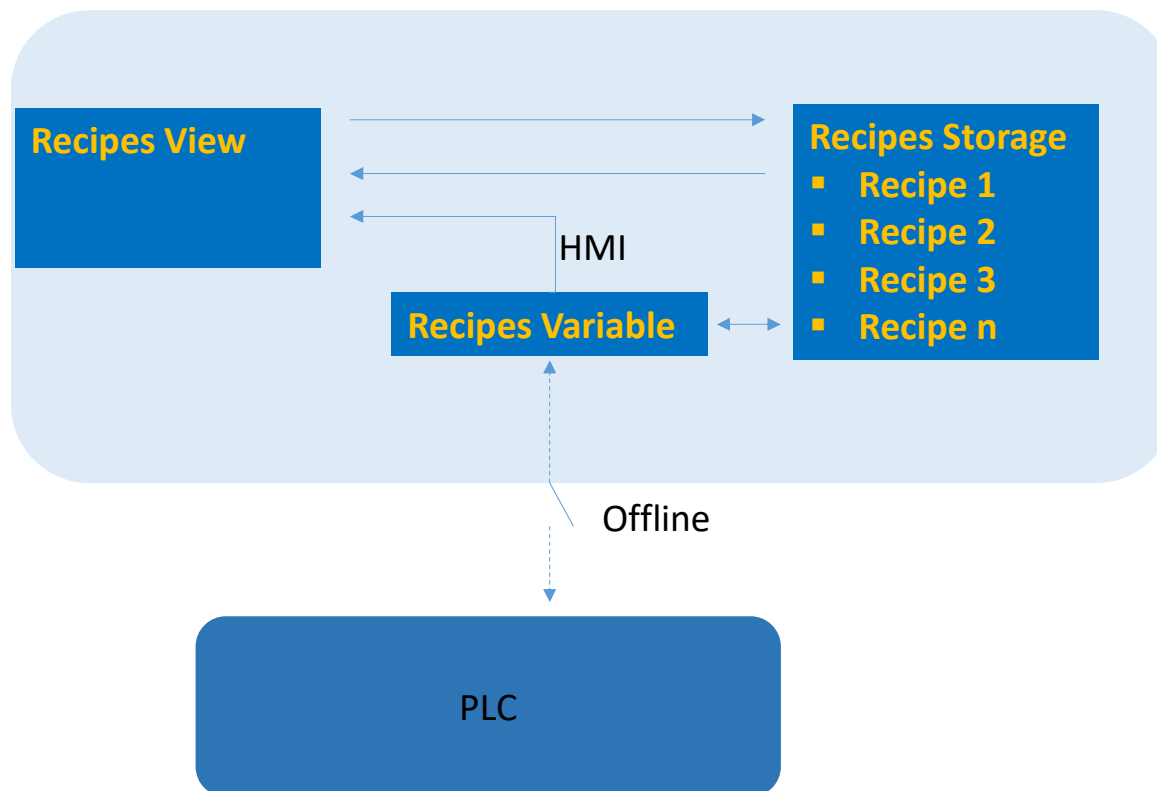 Recipes View
Recipes Storage
▪ Recipe 1
▪ Recipe 2
▪ Recipe 3
▪ Recipe n
HMI
Recipes Variable
Offline
PLC